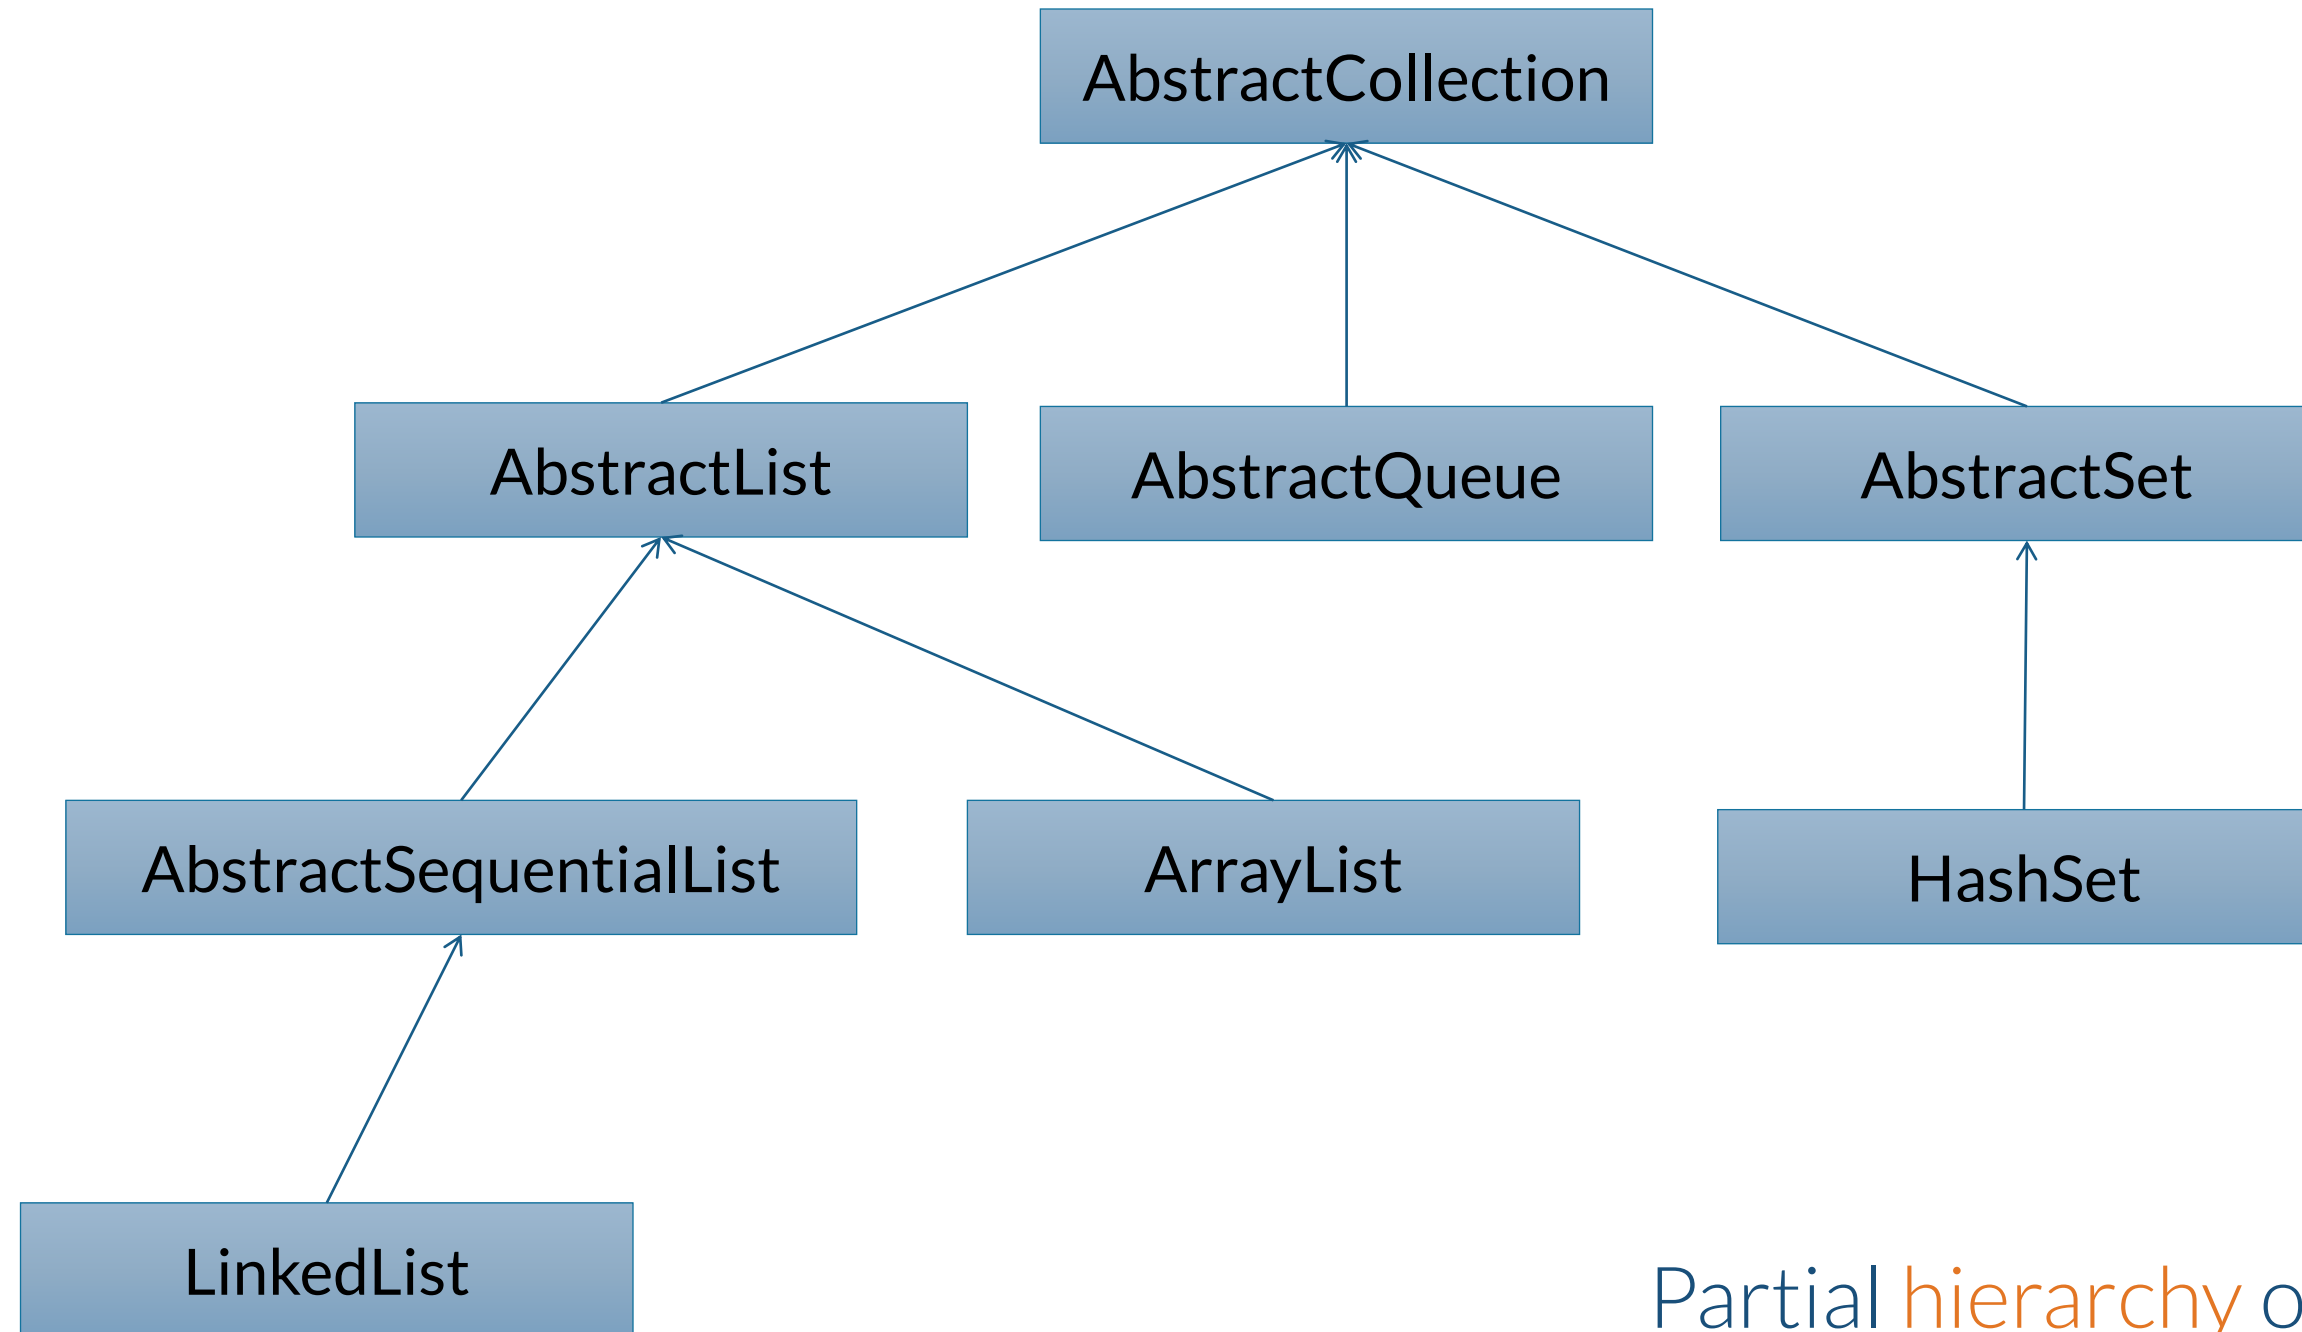 AbstractCollection
AbstractList
AbstractQueue
AbstractSet
AbstractSequentialList
ArrayList
HashSet
LinkedList
Partial hierarchy o